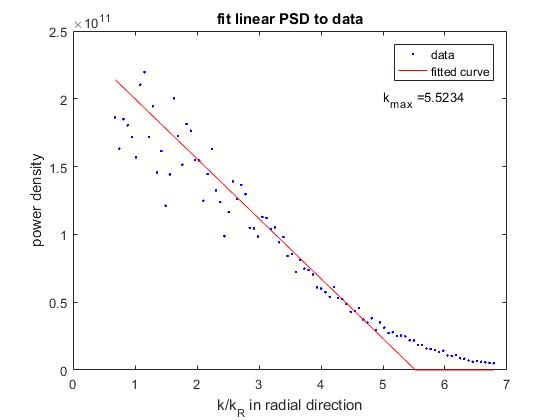 fit linear PSD to data
×10^11
2.5
2
1.5
1
0.5
0
0 1 2 3 4 5 6 7
power density
k/k_R in radial direction
data
fitted curve
k_max =5.5234